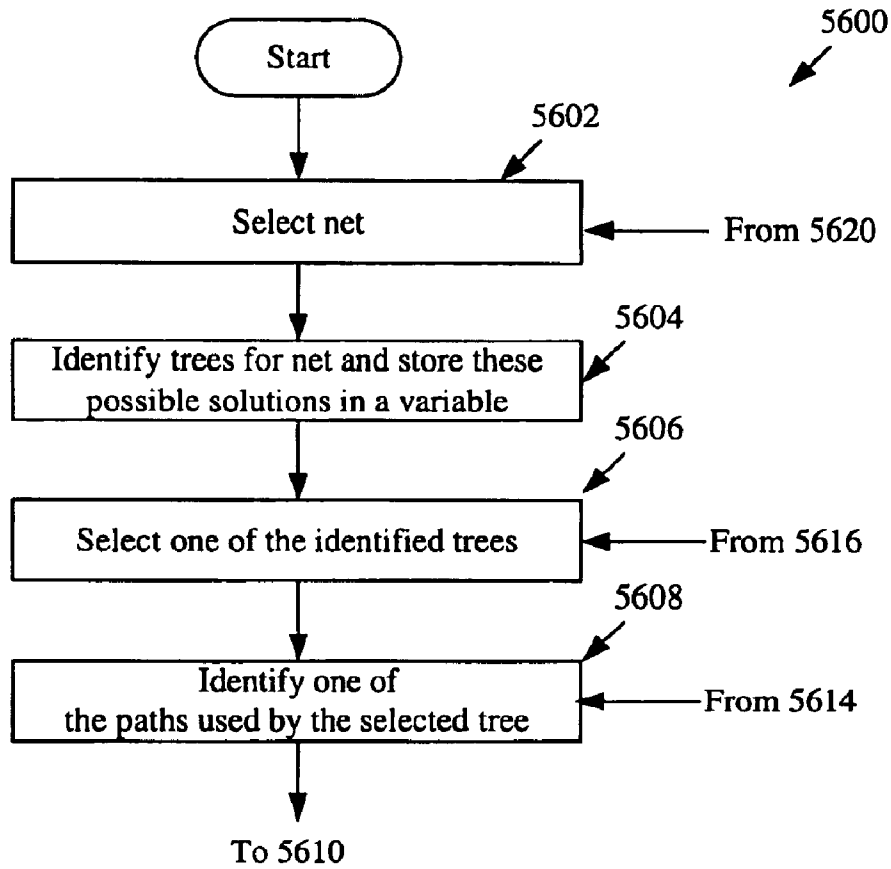 5600
Start
5602
Select net
From 5620
5604
Identify trees for net and store these
possible solutions in a variable
5606
Select one of the identified trees
From 5616
5608
Identify one of
the paths used by the selected tree
From 5614
To 5610